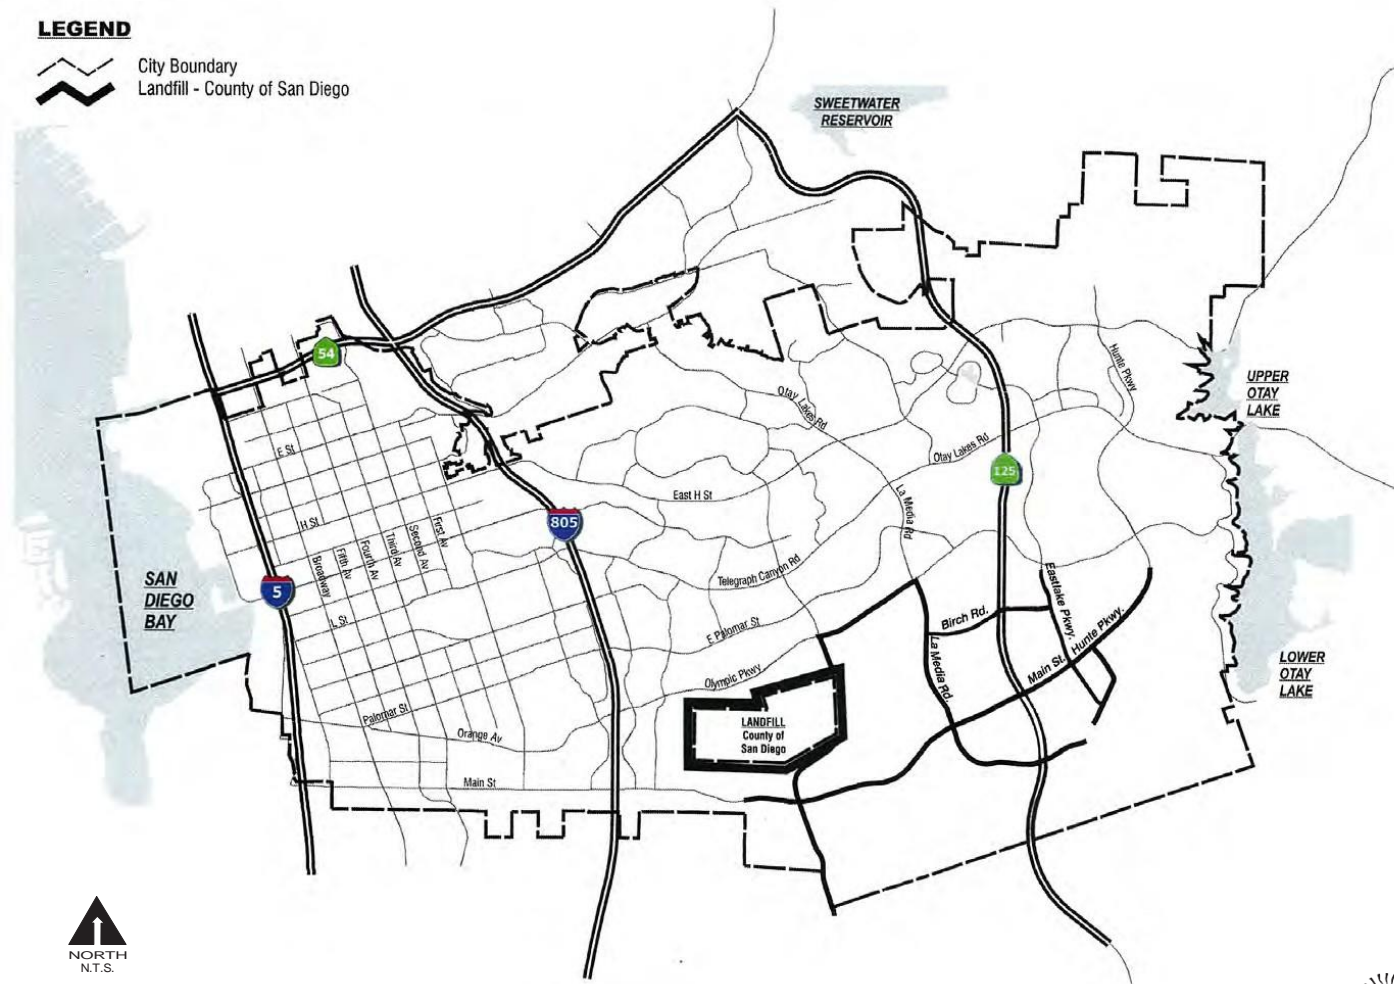 LEGEND
City Boundary
Landfill - County of San Diego
SWEETWATER
RESERVOIR
54
Hunte Pkwy
UPPER
OTAY
LAKE
Otay Lakes Rd
E St
Otay Lakes Rd
125
East H St
La Media Rd
H St
805
First Av
Second Av
Third Av
Fourth Av
Fifth Av
Broadway
SAN
DIEGO
BAY
5
L St
Telegraph Canyon Rd
Eastlake Pkwy.
Birch Rd.
E Palomar St
Hunte Pkwy.
Main St.
La Media Rd.
LOWER
OTAY
LAKE
Olympic Pkwy
Palomar St
Orange Av
LANDFILL
County of
San Diego
Main St
NORTH
N.T.S.